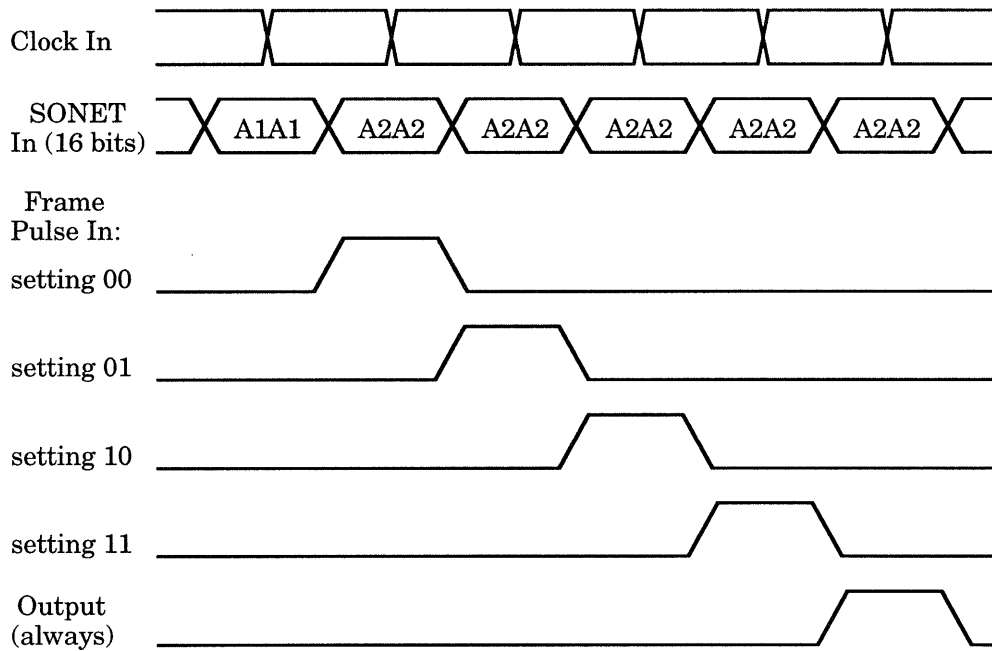 Clock In
SONET
In (16 bits)
A1A1 A2A2 A2A2 A2A2 A2A2 A2A2
Frame
Pulse In:
setting 00
setting 01
setting 10
setting 11
Output
(always)